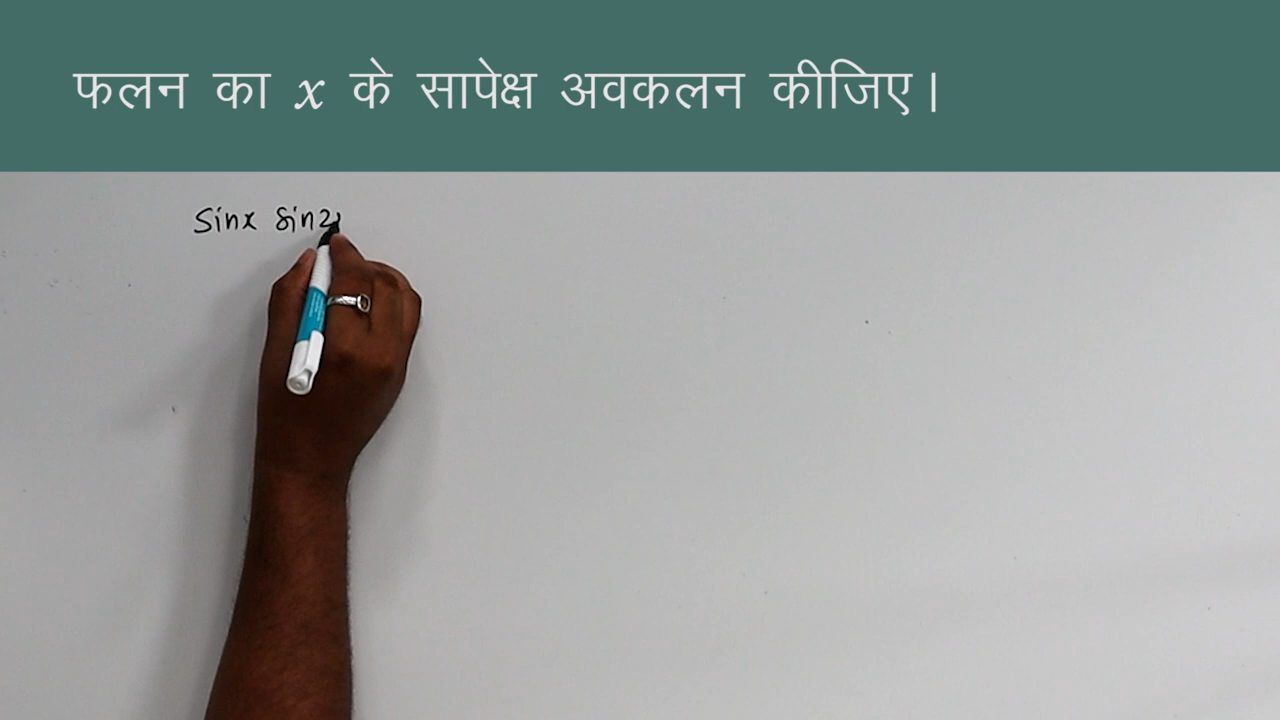 फलन का x के सापेक्ष अवकलन कीजिए।
Sinx Sin2